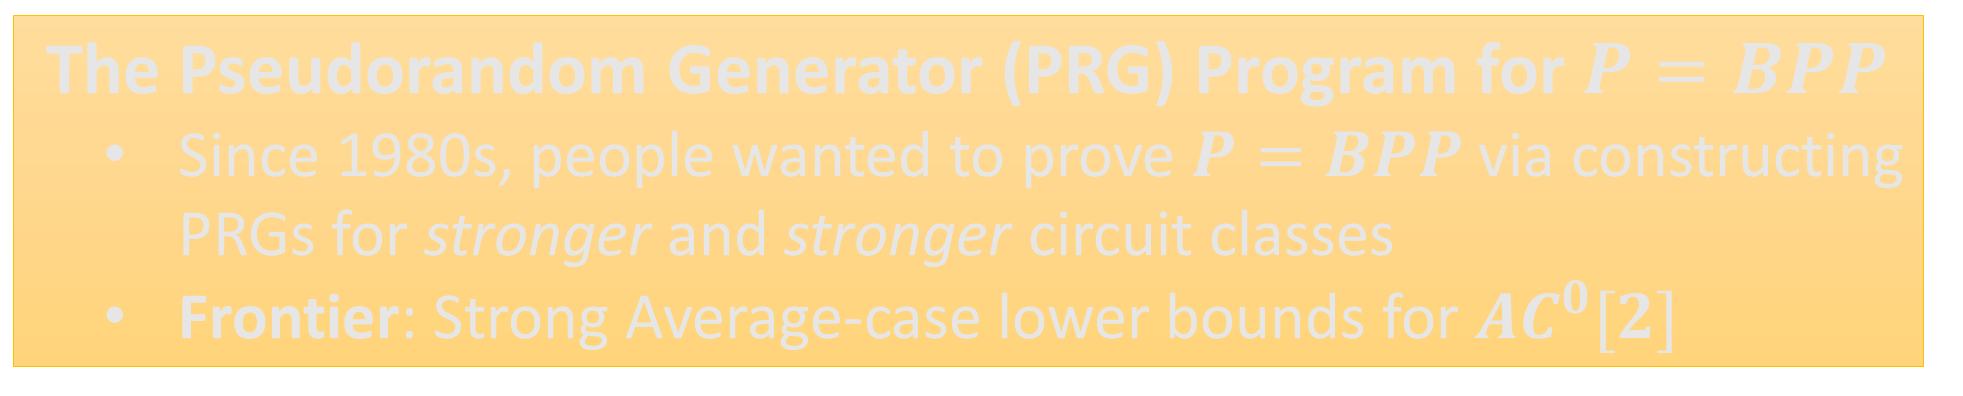 The Pseudorandom Generator (PRG) Program for P = BPP
• Since 1980s, people wanted to prove P = BPP via constructing
PRGs for stronger and stronger circuit classes
• Frontier: Strong Average-case lower bounds for AC⁰[2]